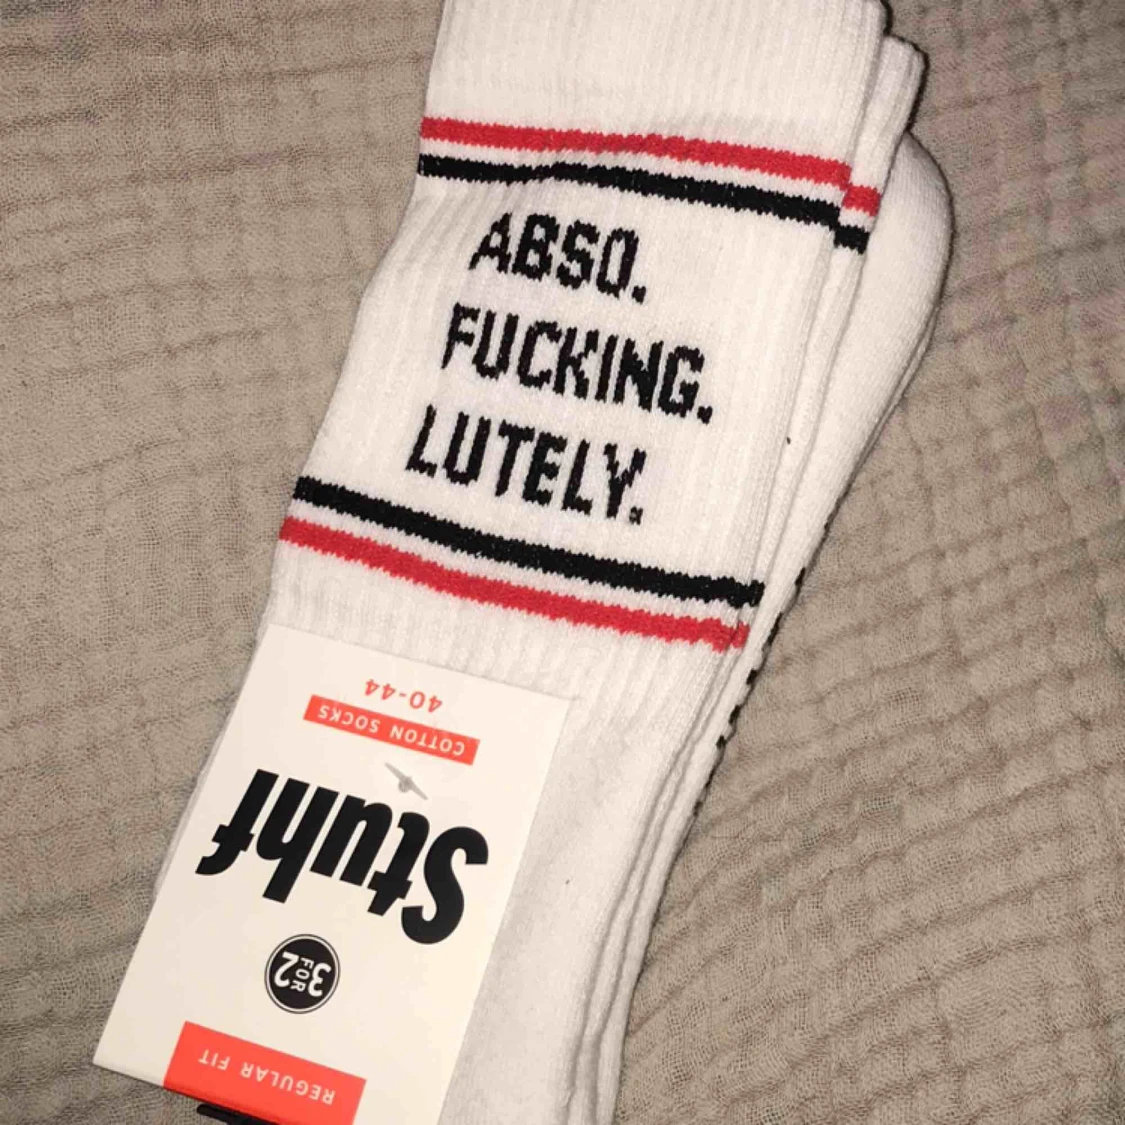 ABSO.
FUCKING.
LUTELY.
40-44
COTTON SOCKS
Stuhf
3 FOR 2
REGULAR FIT